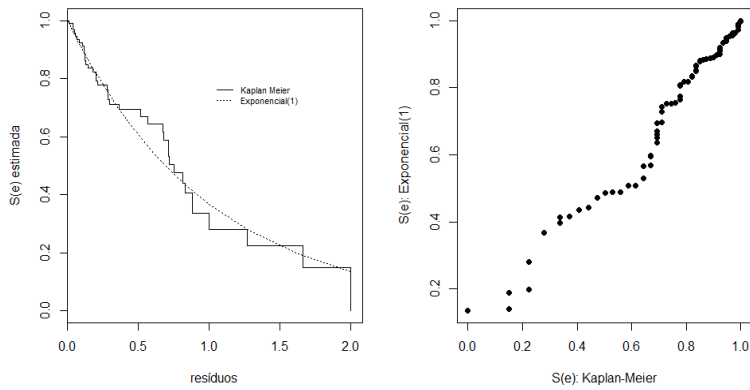 S(e) estimada
1.0
0.8
0.6
0.4
0.2
0.0
Kaplan Meier
Exponencial(1)
0.0 0.5 1.0 1.5 2.0
resíduos
S(e): Exponencial(1)
1.0
0.8
0.6
0.4
0.2
0.0 0.2 0.4 0.6 0.8 1.0
S(e): Kaplan-Meier